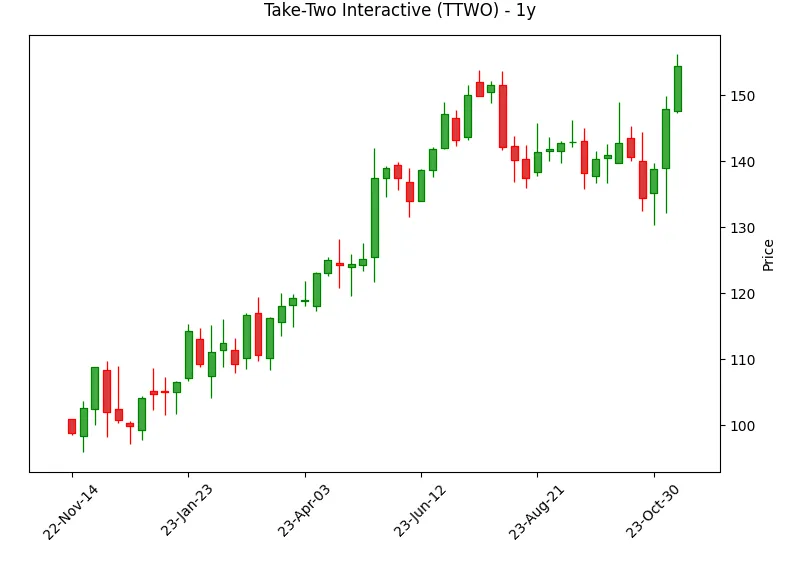 Take-Two Interactive (TTWO) - 1y
150
140
130
120
110
100
Price
22-Nov-14
23-Jan-23
23-Apr-03
23-Jun-12
23-Aug-21
23-Oct-30